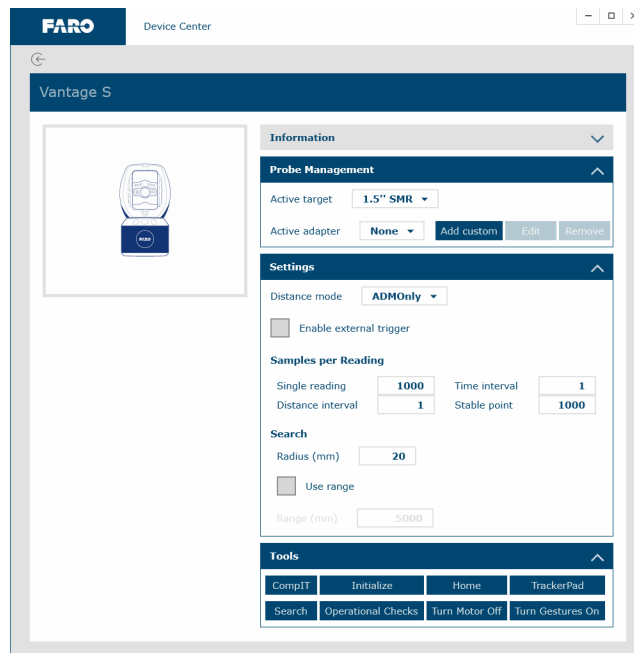 FARO Device Center
Vantage S
Information
Probe Management
Active target 1.5'' SMR
Active adapter None Add custom Edit Remove
FARO
Settings
Distance mode ADMOnly
Enable external trigger
Samples per Reading
Single reading 1000 Time interval 1
Distance interval 1 Stable point 1000
Search
Radius (mm) 20
Use range
Range (mm) 5000
Tools
CompIT Initialize Home TrackerPad
Search Operational Checks Turn Motor Off Turn Gestures On